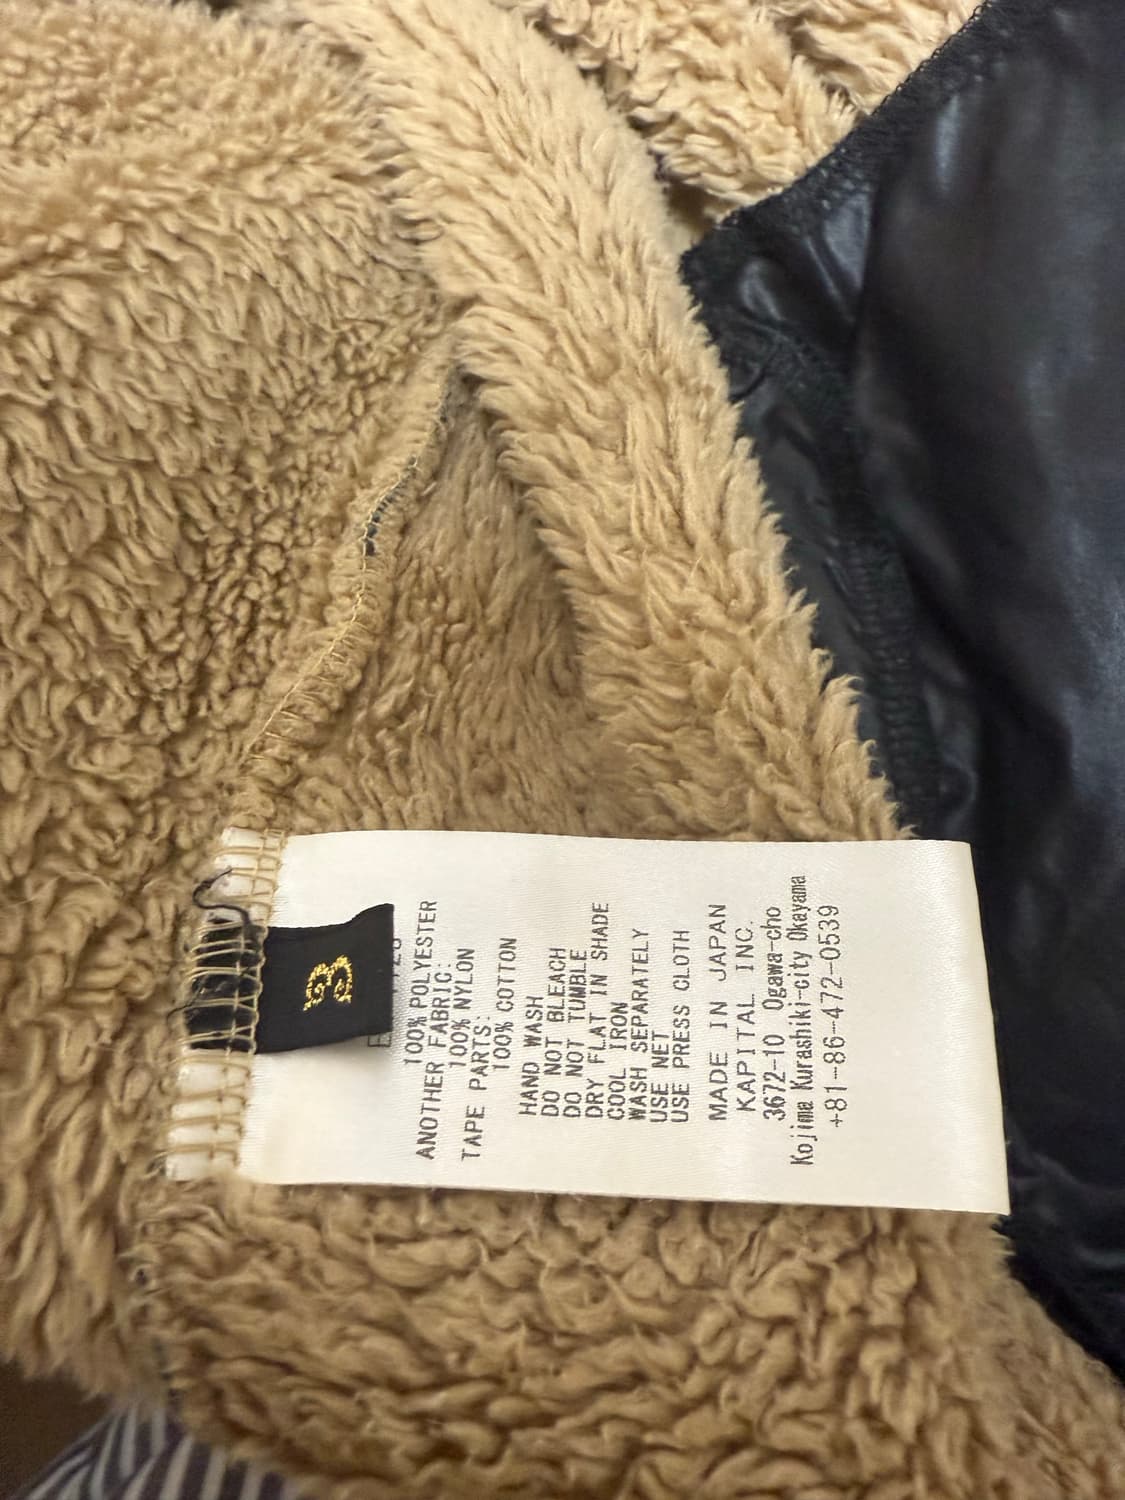 3
100% POLYESTER
ANOTHER FABRIC:
100% NYLON
TAPE PARTS:
100% COTTON
HAND WASH
DO NOT BLEACH
DO NOT TUMBLE
DRY FLAT IN SHADE
COOL IRON
WASH SEPARATELY
USE NET
USE PRESS CLOTH
MADE IN JAPAN
KAPITAL INC.
3672-10 Ogawa-cho
Kojima Kurashiki-city Okayama
+81-86-472-0539